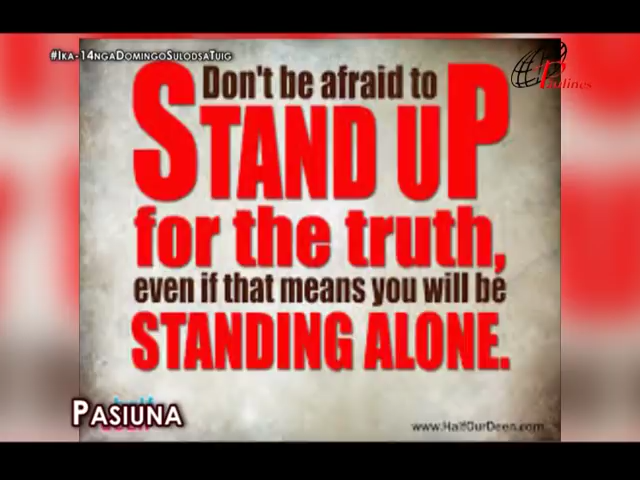 #Ika-14ngaDomingoSulodsaTuig
Paulines
Don't be afraid to
STAND UP
for the truth,
even if that means you will be
STANDING ALONE.
PASIUNA
www.HalfOurDeen.com